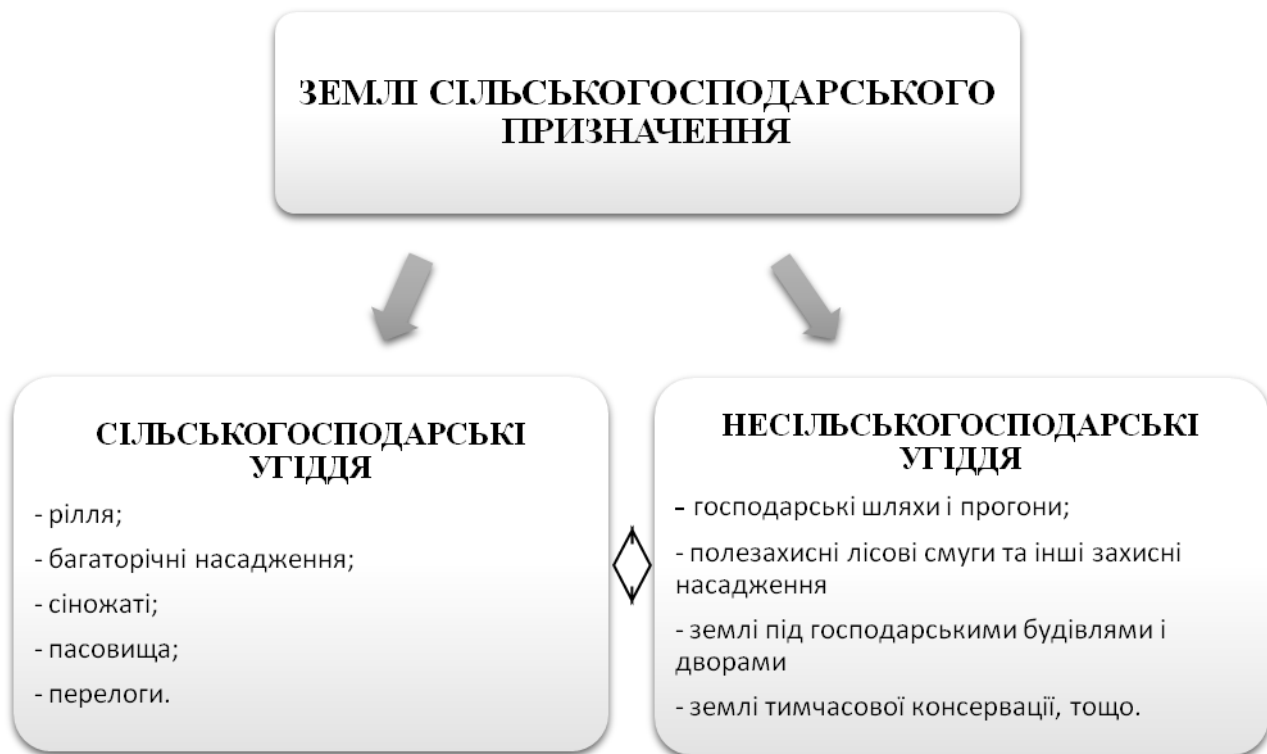 ЗЕМЛІ СІЛЬСЬКОГОСПОДАРСЬКОГО
ПРИЗНАЧЕННЯ
СІЛЬСЬКОГОСПОДАРСЬКІ
УГІДДЯ
- рілля;
- багаторічні насадження;
- сіножаті;
- пасовища;
- перелоги.
НЕСІЛЬСЬКОГОСПОДАРСЬКІ
УГІДДЯ
- господарські шляхи і прогони;
- полезахисні лісові смуги та інші захисні
насадження
- землі під господарськими будівлями і
дворами
- землі тимчасової консервації, тощо.